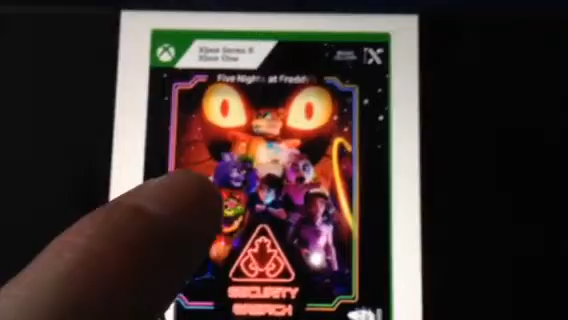 Xbox Series X
Xbox One
Five Nights at Freddy's
SECURITY
BREACH